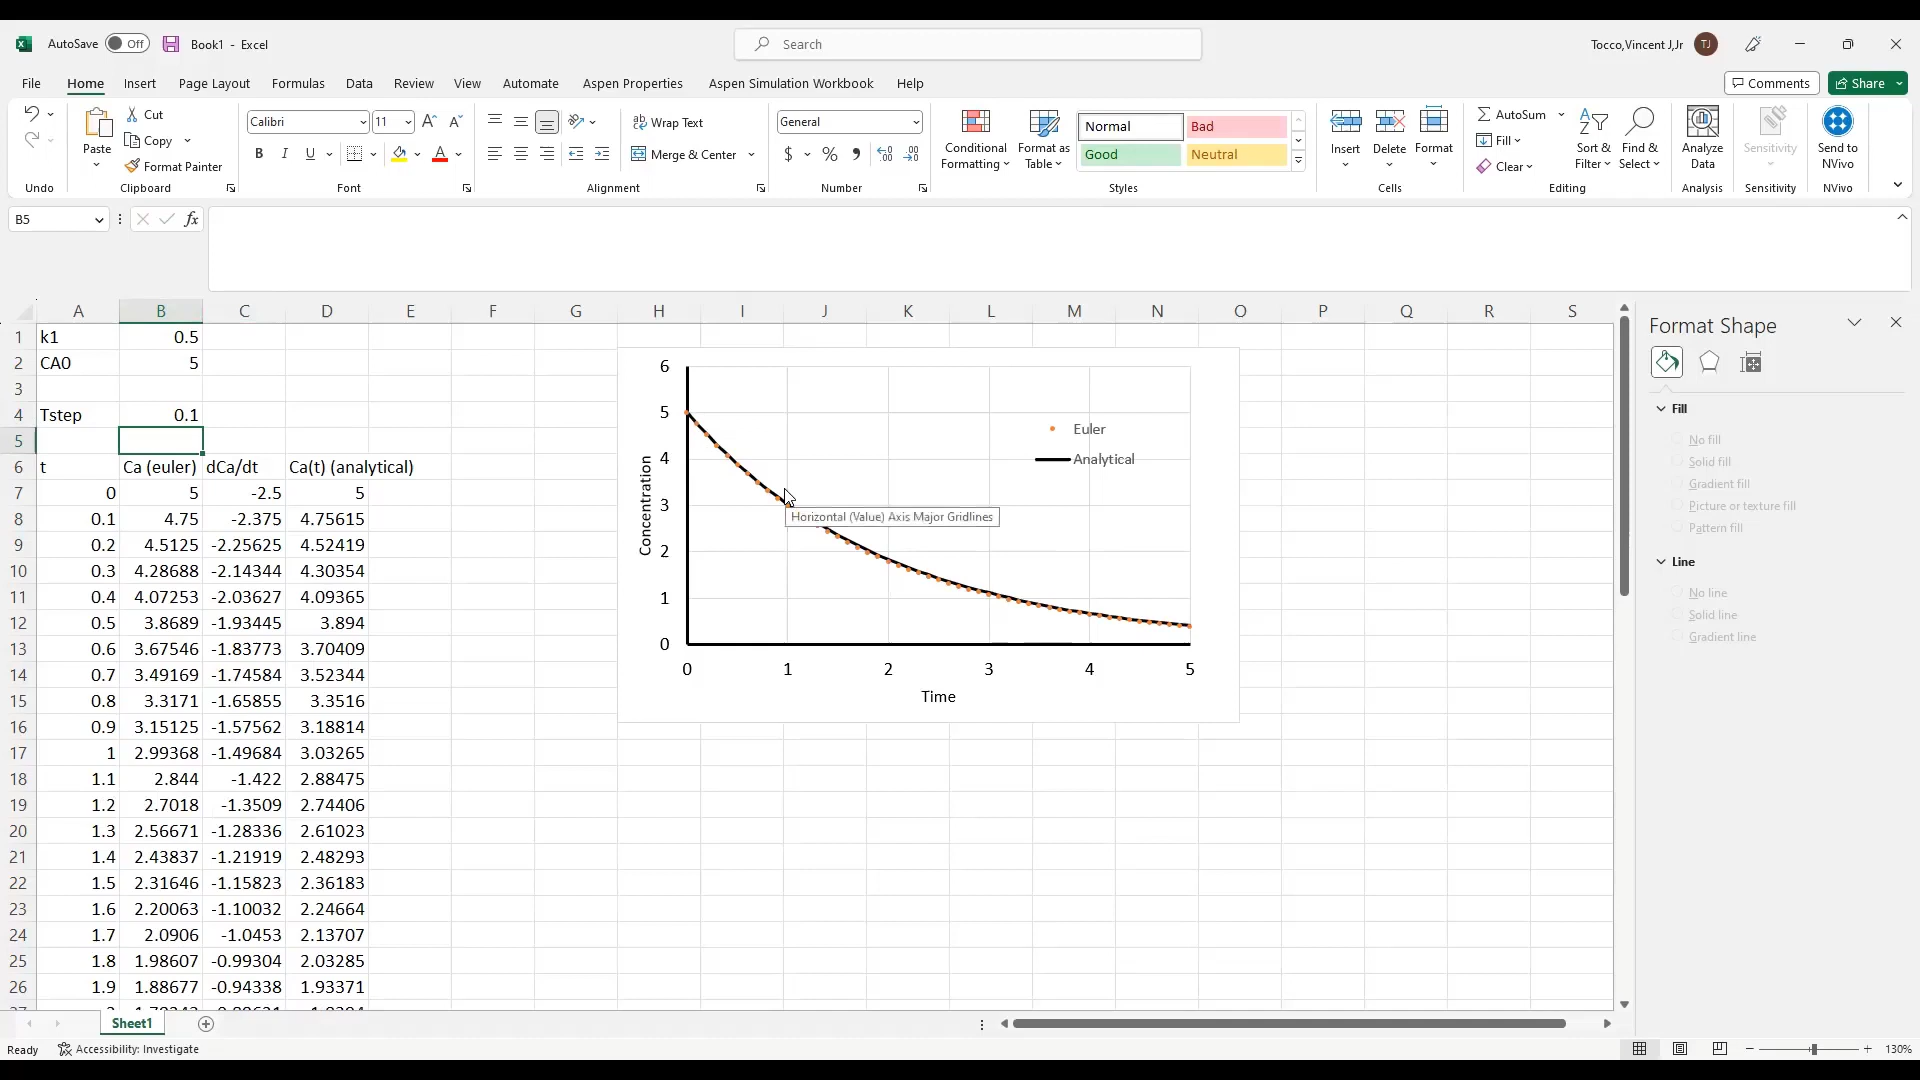 AutoSave Off Book1 - Excel Search Tocco,Vincent J,Jr TJ
File Home Insert Page Layout Formulas Data Review View Automate Aspen Properties Aspen Simulation Workbook Help Comments Share
Paste Cut Copy Format Painter
Calibri 11
B I U A
Wrap Text
Merge & Center
General
$ % 9
Conditional Formatting Format as Table
Normal Bad
Good Neutral
Insert Delete Format
AutoSum Fill Clear
Sort & Filter Find & Select
Analyze Data
Sensitivity
Send to NVivo
Undo Clipboard Font Alignment Number Styles Cells Editing Analysis Sensitivity NVivo
B5 fx
A B C D E F G H I J K L M N O P Q R S
1 k1 0.5
2 CA0 5
3
4 Tstep 0.1
5
6 t Ca (euler) dCa/dt Ca(t) (analytical)
7 0 5 -2.5 5
8 0.1 4.75 -2.375 4.75615
9 0.2 4.5125 -2.25625 4.52419
10 0.3 4.28688 -2.14344 4.30354
11 0.4 4.07253 -2.03627 4.09365
12 0.5 3.8689 -1.93445 3.894
13 0.6 3.67546 -1.83773 3.70409
14 0.7 3.49169 -1.74584 3.52344
15 0.8 3.3171 -1.65855 3.3516
16 0.9 3.15125 -1.57562 3.18814
17 1 2.99368 -1.49684 3.03265
18 1.1 2.844 -1.422 2.88475
19 1.2 2.7018 -1.3509 2.74406
20 1.3 2.56671 -1.28336 2.61023
21 1.4 2.43837 -1.21919 2.48293
22 1.5 2.31646 -1.15823 2.36183
23 1.6 2.20063 -1.10032 2.24664
24 1.7 2.0906 -1.0453 2.13707
25 1.8 1.98607 -0.99304 2.03285
26 1.9 1.88677 -0.94338 1.93371
6
5
4
3
2
1
0
Concentration
Euler
Analytical
Horizontal (Value) Axis Major Gridlines
0 1 2 3 4 5
Time
Format Shape
Fill
No fill
Solid fill
Gradient fill
Picture or texture fill
Pattern fill
Line
No line
Solid line
Gradient line
Sheet1
Ready Accessibility: Investigate 130%